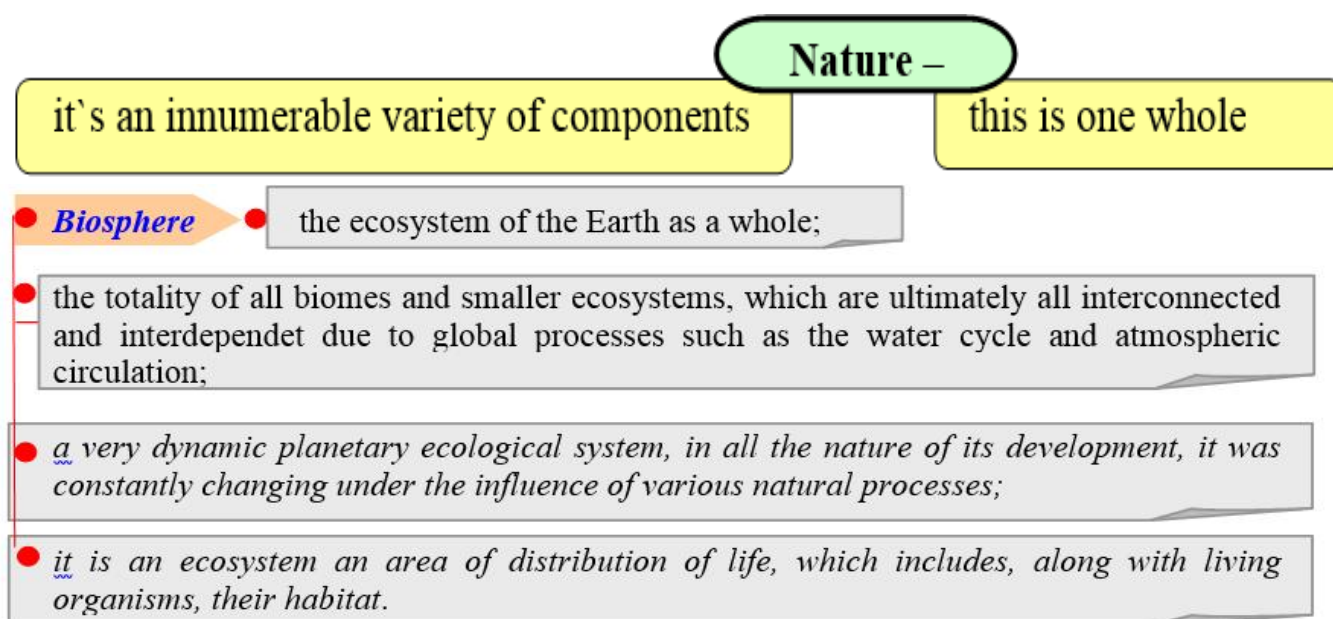 Nature –
it`s an innumerable variety of components
this is one whole
Biosphere
the ecosystem of the Earth as a whole;
the totality of all biomes and smaller ecosystems, which are ultimately all interconnected
and interdependet due to global processes such as the water cycle and atmospheric
circulation;
a very dynamic planetary ecological system, in all the nature of its development, it was
constantly changing under the influence of various natural processes;
it is an ecosystem an area of distribution of life, which includes, along with living
organisms, their habitat.